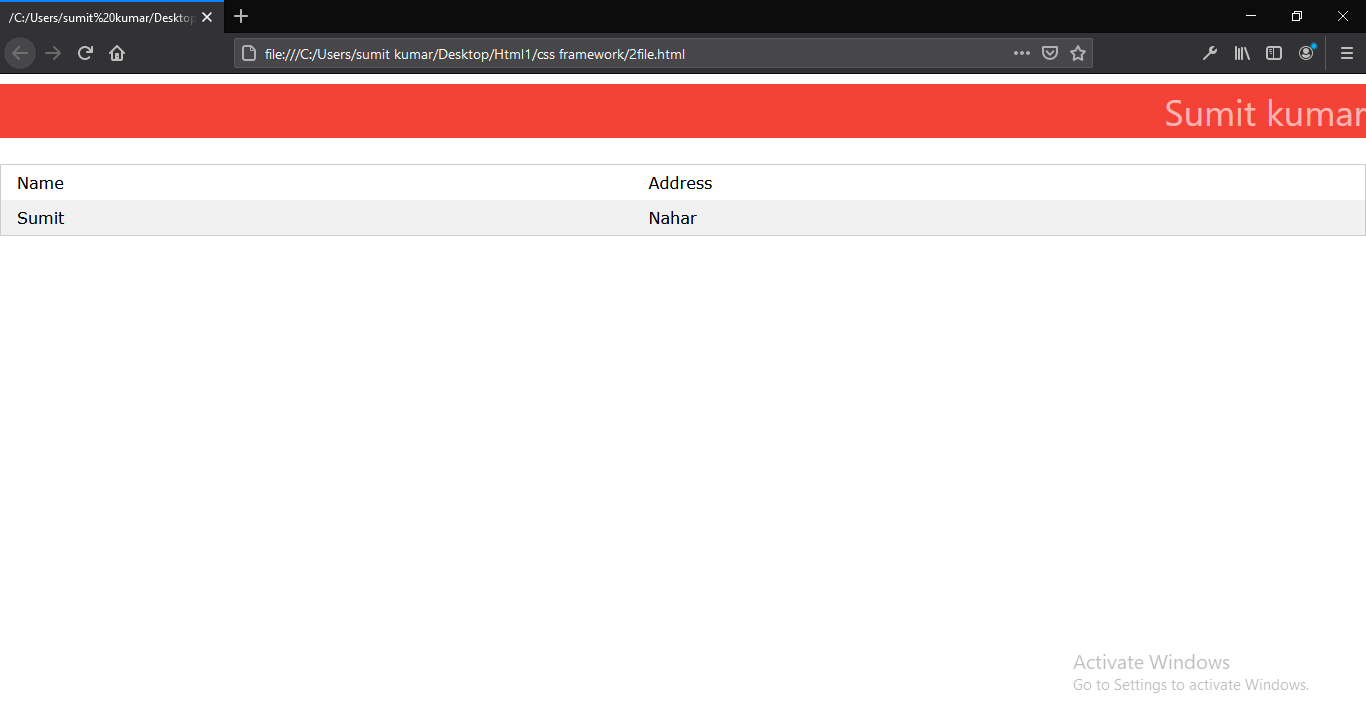 /C:/Users/sumit%20kumar/Deskto
file:///C:/Users/sumit kumar/Desktop/Html1/css framework/2file.html
Sumit kumar
Name Address
Sumit Nahar
Activate Windows
Go to Settings to activate Windows.